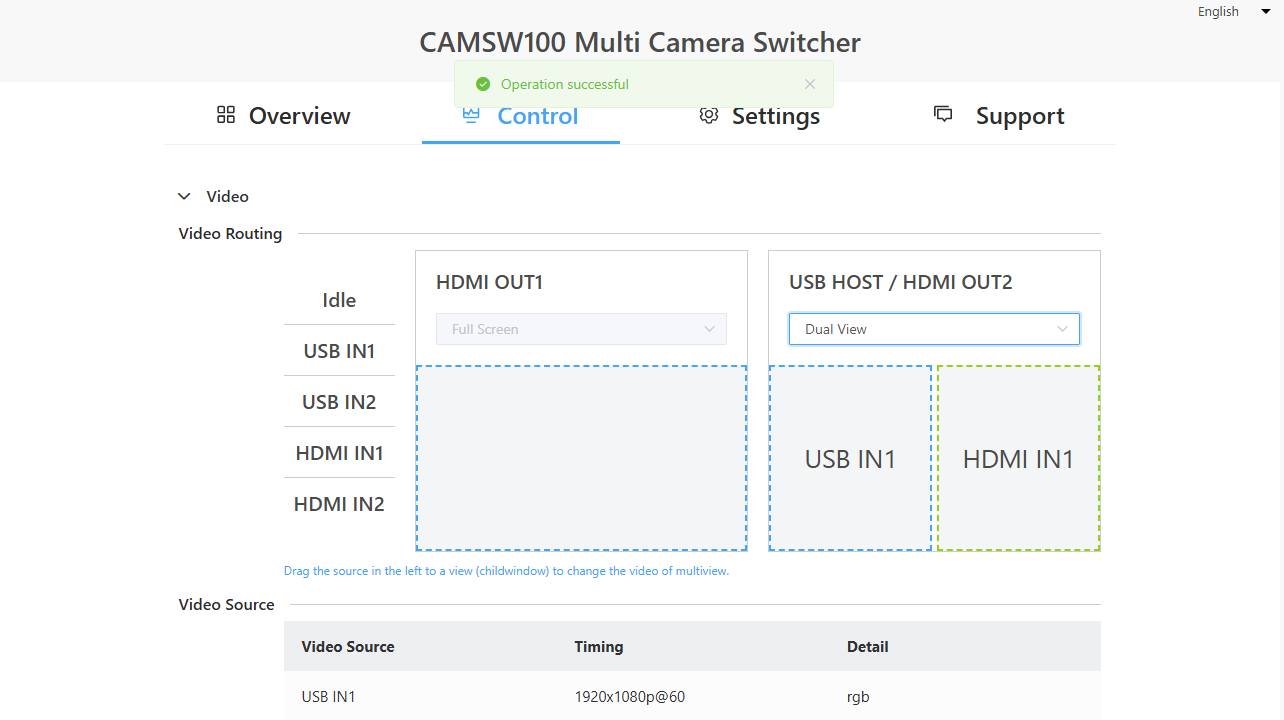 English
CAMSW100 Multi Camera Switcher
Operation successful
Overview
Control
Settings
Support
Video
Video Routing
Idle
USB IN1
USB IN2
HDMI IN1
HDMI IN2
HDMI OUT1
Full Screen
USB HOST / HDMI OUT2
Dual View
USB IN1
HDMI IN1
Drag the source in the left to a view (childwindow) to change the video of multiview.
Video Source
Video Source Timing Detail
USB IN1 1920x1080p@60 rgb